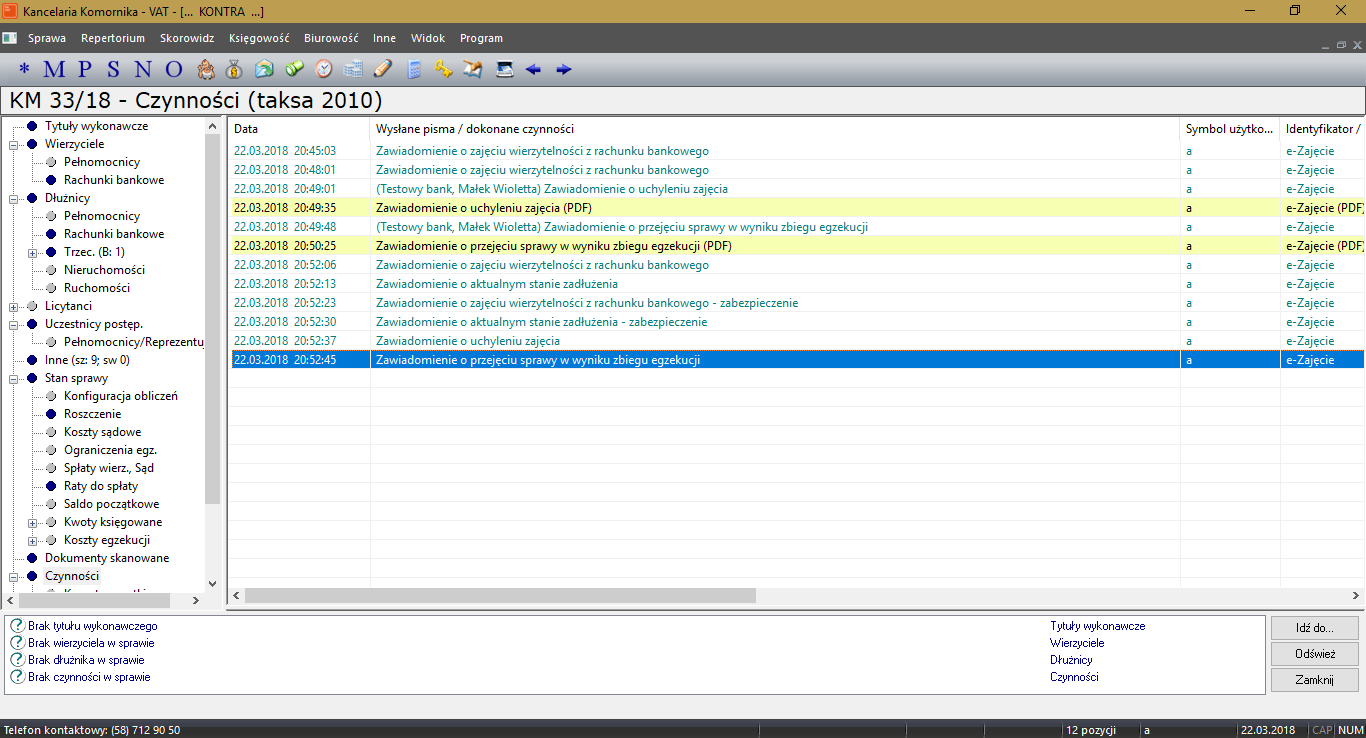 Kancelaria Komornika - VAT - [... KONTRA ...]
Sprawa Repertorium Skorowidz Księgowość Biurowość Inne Widok Program
* M P S N O
KM 33/18 - Czynności (taksa 2010)
Tytuły wykonawcze
Wierzyciele
Pełnomocnicy
Rachunki bankowe
Dłużnicy
Pełnomocnicy
Rachunki bankowe
Trzec. (B: 1)
Nieruchomości
Ruchomości
Licytanci
Uczestnicy postęp.
Pełnomocnicy/Reprezentu
Inne (sz: 9; sw 0)
Stan sprawy
Konfiguracja obliczeń
Roszczenie
Koszty sądowe
Ograniczenia egz.
Spłaty wierz., Sąd
Raty do spłaty
Saldo początkowe
Kwoty księgowane
Koszty egzekucji
Dokumenty skanowane
Czynności
Data Wysłane pisma / dokonane czynności Symbol użytko... Identyfikator /
22.03.2018 20:45:03 Zawiadomienie o zajęciu wierzytelności z rachunku bankowego a e-Zajęcie
22.03.2018 20:48:01 Zawiadomienie o zajęciu wierzytelności z rachunku bankowego a e-Zajęcie
22.03.2018 20:49:01 (Testowy bank, Małek Wioletta) Zawiadomienie o uchyleniu zajęcia a e-Zajęcie
22.03.2018 20:49:35 Zawiadomienie o uchyleniu zajęcia (PDF) a e-Zajęcie (PDF)
22.03.2018 20:49:48 (Testowy bank, Małek Wioletta) Zawiadomienie o przejęciu sprawy w wyniku zbiegu egzekucji a e-Zajęcie
22.03.2018 20:50:25 Zawiadomienie o przejęciu sprawy w wyniku zbiegu egzekucji (PDF) a e-Zajęcie (PDF)
22.03.2018 20:52:06 Zawiadomienie o zajęciu wierzytelności z rachunku bankowego a e-Zajęcie
22.03.2018 20:52:13 Zawiadomienie o aktualnym stanie zadłużenia a e-Zajęcie
22.03.2018 20:52:23 Zawiadomienie o zajęciu wierzytelności z rachunku bankowego - zabezpieczenie a e-Zajęcie
22.03.2018 20:52:30 Zawiadomienie o aktualnym stanie zadłużenia - zabezpieczenie a e-Zajęcie
22.03.2018 20:52:37 Zawiadomienie o uchyleniu zajęcia a e-Zajęcie
22.03.2018 20:52:45 Zawiadomienie o przejęciu sprawy w wyniku zbiegu egzekucji a e-Zajęcie
Brak tytułu wykonawczego Tytuły wykonawcze
Brak wierzyciela w sprawie Wierzyciele
Brak dłużnika w sprawie Dłużnicy
Brak czynności w sprawie Czynności
Idź do...
Odśwież
Zamknij
Telefon kontaktowy: (58) 712 90 50 12 pozycji a 22.03.2018 CAP NUM